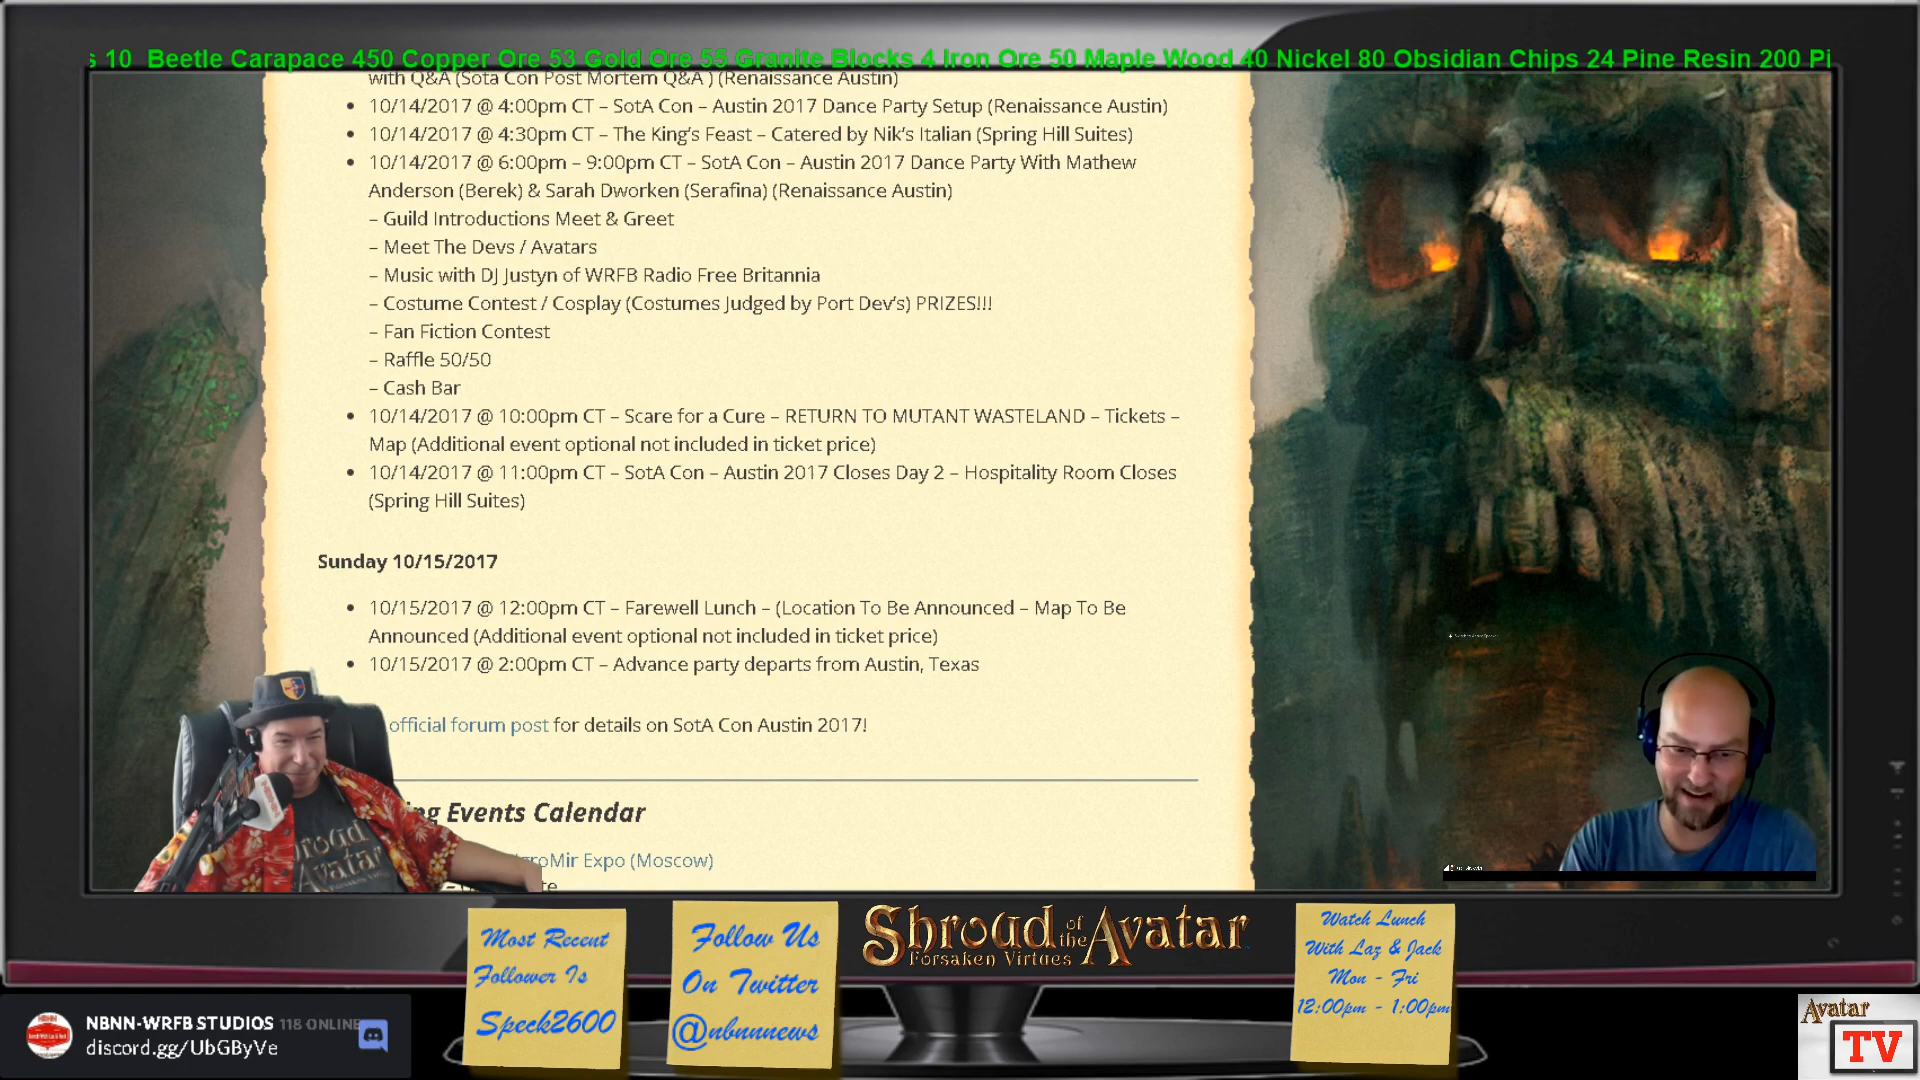 s 10 Beetle Carapace 450 Copper Ore 53 Gold Ore 55 Granite Blocks 4 Iron Ore 50 Maple Wood 40 Nickel 80 Obsidian Chips 24 Pine Resin 200 Pi
with Q&A (Sota Con Post Mortem Q&A ) (Renaissance Austin)
• 10/14/2017 @ 4:00pm CT – SotA Con – Austin 2017 Dance Party Setup (Renaissance Austin)
• 10/14/2017 @ 4:30pm CT – The King's Feast – Catered by Nik's Italian (Spring Hill Suites)
• 10/14/2017 @ 6:00pm – 9:00pm CT – SotA Con – Austin 2017 Dance Party With Mathew
Anderson (Berek) & Sarah Dworken (Serafina) (Renaissance Austin)
– Guild Introductions Meet & Greet
– Meet The Devs / Avatars
– Music with DJ Justyn of WRFB Radio Free Britannia
– Costume Contest / Cosplay (Costumes Judged by Port Dev's) PRIZES!!!
– Fan Fiction Contest
– Raffle 50/50
– Cash Bar
• 10/14/2017 @ 10:00pm CT – Scare for a Cure – RETURN TO MUTANT WASTELAND – Tickets –
Map (Additional event optional not included in ticket price)
• 10/14/2017 @ 11:00pm CT – SotA Con – Austin 2017 Closes Day 2 – Hospitality Room Closes
(Spring Hill Suites)
Sunday 10/15/2017
• 10/15/2017 @ 12:00pm CT – Farewell Lunch – (Location To Be Announced – Map To Be
Announced (Additional event optional not included in ticket price)
• 10/15/2017 @ 2:00pm CT – Advance party departs from Austin, Texas
official forum post for details on SotA Con Austin 2017!
ng Events Calendar
groMir Expo (Moscow)
NBNN
Shroud
Avatar
Most Recent
Follower Is
Speck2600
Follow Us
On Twitter
@nbnnnews
Shroud of the Avatar
Forsaken Virtues
Watch Lunch
With Laz & Jack
Mon - Fri
12:00pm - 1:00pm
NBNN-WRFB STUDIOS 118 ONLINE
discord.gg/UbGByVe
Avatar
TV